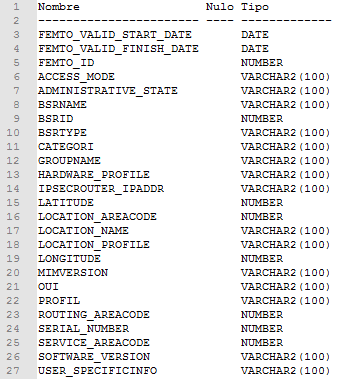 1 Nombre Nulo Tipo
2 ----------------------- ---- -------------
3 FEMTO_VALID_START_DATE DATE
4 FEMTO_VALID_FINISH_DATE DATE
5 FEMTO_ID NUMBER
6 ACCESS_MODE VARCHAR2(100)
7 ADMINISTRATIVE_STATE VARCHAR2(100)
8 BSRNAME VARCHAR2(100)
9 BSRID NUMBER
10 BSRTYPE VARCHAR2(100)
11 CATEGORI VARCHAR2(100)
12 GROUPNAME VARCHAR2(100)
13 HARDWARE_PROFILE VARCHAR2(100)
14 IPSECROUTER_IPADDR VARCHAR2(100)
15 LATITUDE NUMBER
16 LOCATION_AREACODE NUMBER
17 LOCATION_NAME VARCHAR2(100)
18 LOCATION_PROFILE VARCHAR2(100)
19 LONGITUDE NUMBER
20 MIMVERSION VARCHAR2(100)
21 OUI VARCHAR2(100)
22 PROFIL VARCHAR2(100)
23 ROUTING_AREACODE NUMBER
24 SERIAL_NUMBER NUMBER
25 SERVICE_AREACODE NUMBER
26 SOFTWARE_VERSION VARCHAR2(100)
27 USER_SPECIFICINFO VARCHAR2(100)